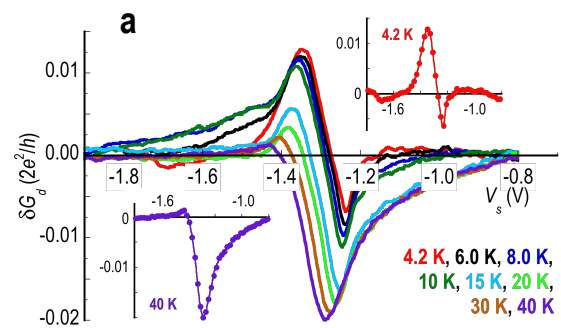 a
0.01
0.00
-0.01
-0.02
δG_d (2e²/h)
-1.8
-1.6
-1.4
-1.2
-1.0
-0.8
V_s (V)
4.2 K
0.01
0
-1.6
-1.0
-1.6
-1.0
0
-0.01
40 K
4.2 K, 6.0 K, 8.0 K,
10 K, 15 K, 20 K,
30 K, 40 K